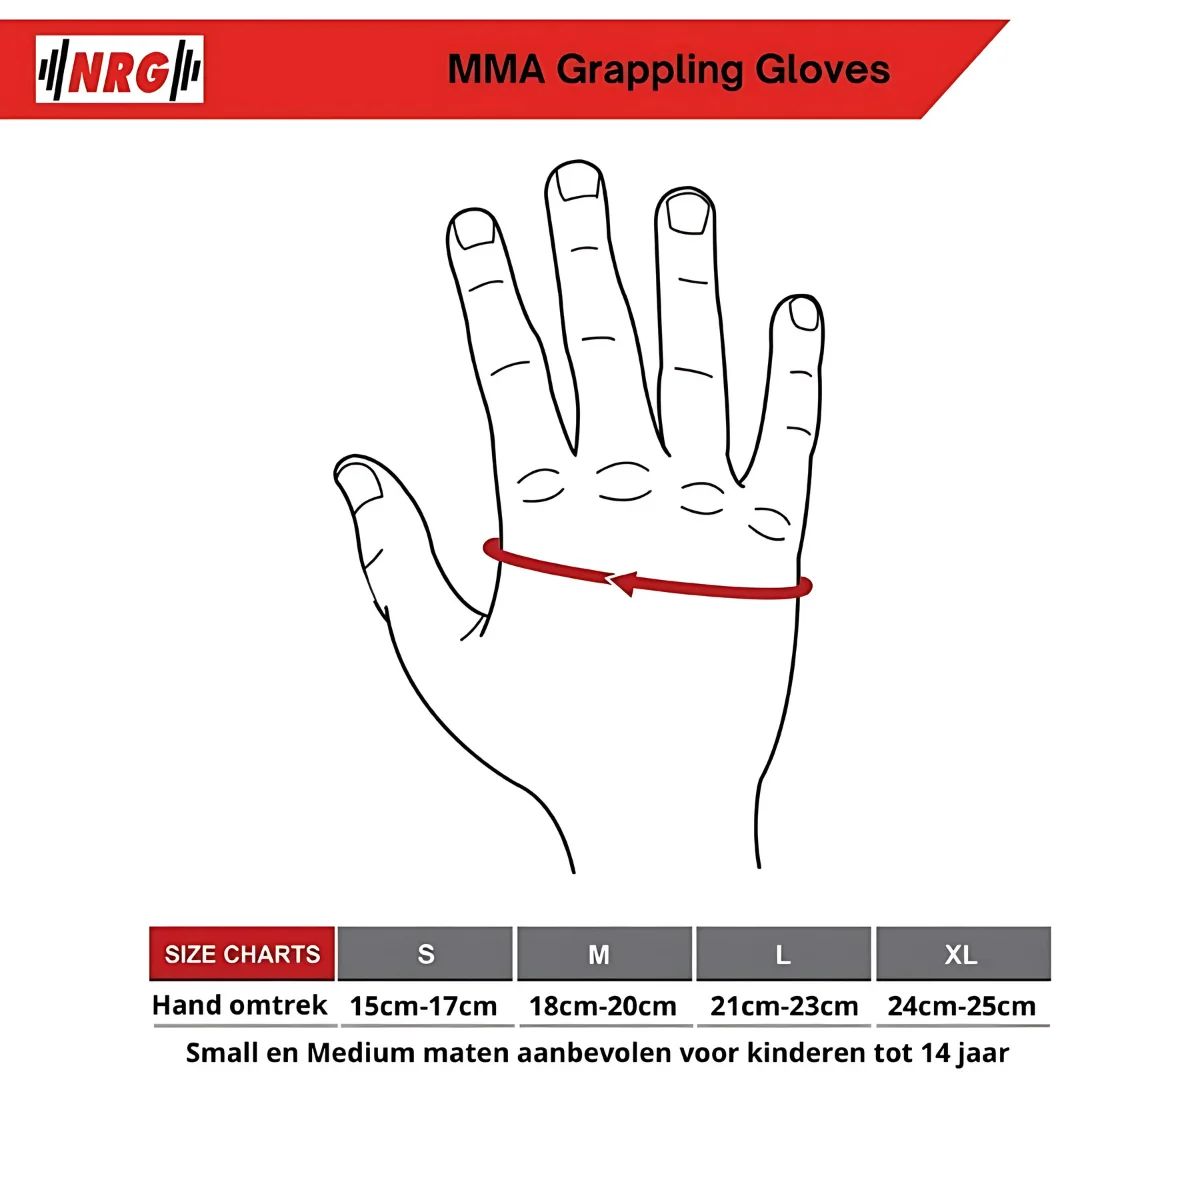 NRG
MMA Grappling Gloves
SIZE CHARTS S M L XL
Hand omtrek 15cm-17cm 18cm-20cm 21cm-23cm 24cm-25cm
Small en Medium maten aanbevolen voor kinderen tot 14 jaar